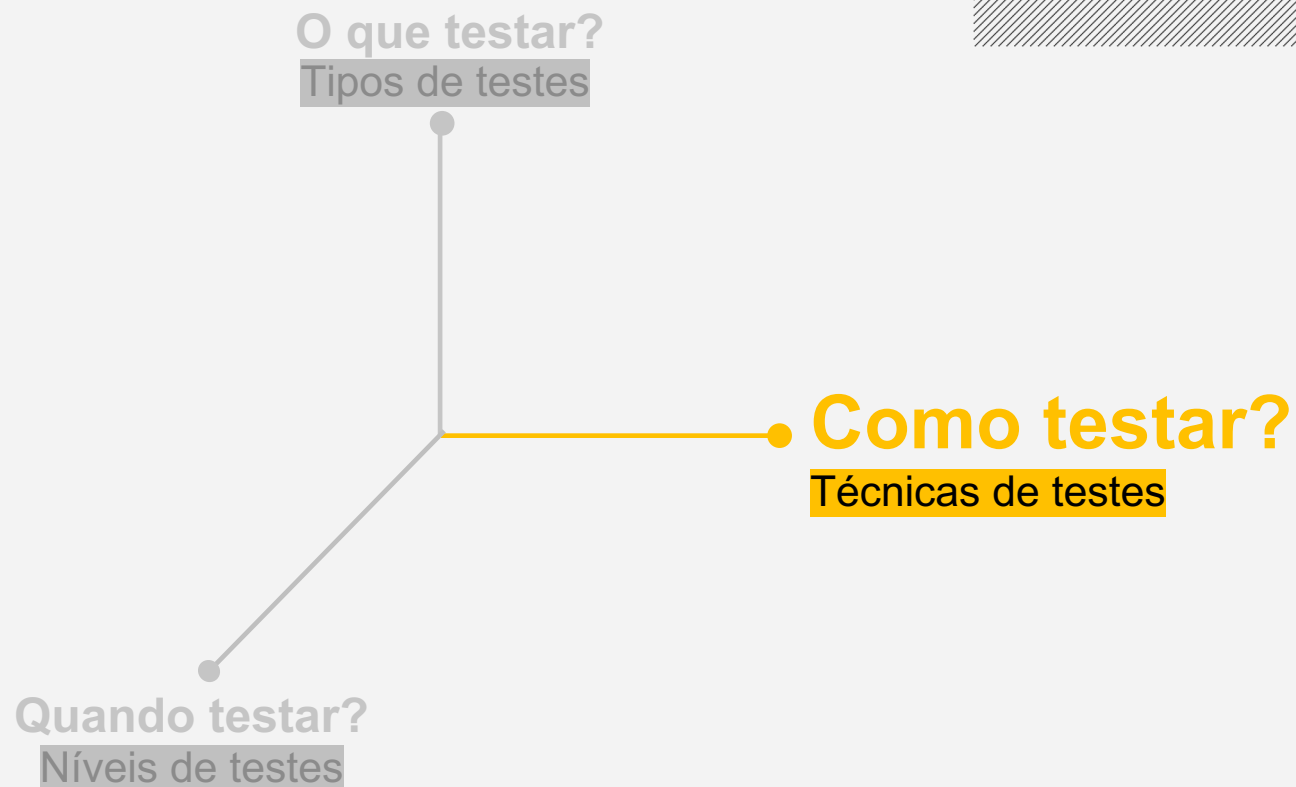 O que testar?
Tipos de testes
Como testar?
Técnicas de testes
Quando testar?
Níveis de testes